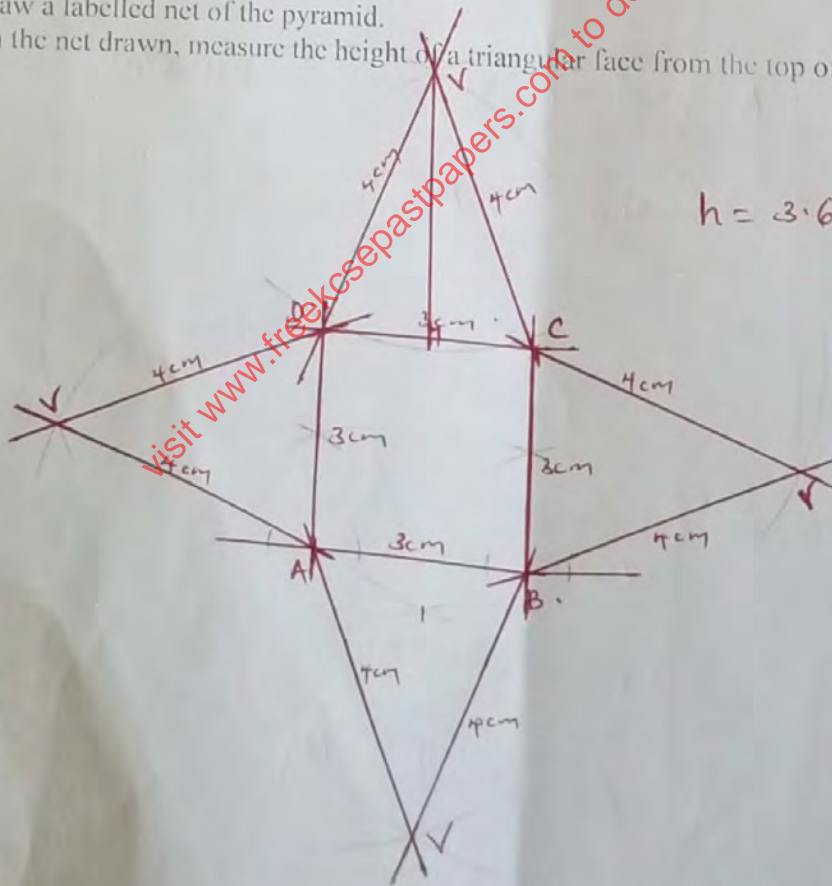 aw a labelled net of the pyramid.
the net drawn, measure the height of a triangular face from the top o
visit www.freekcsepastpapers.com to do
V
4cm
4cm
h = 3.6
D
3cm
C
4cm
4cm
V
3cm
4cm
3cm
V
3cm
4cm
A
B.
4cm
4cm
V